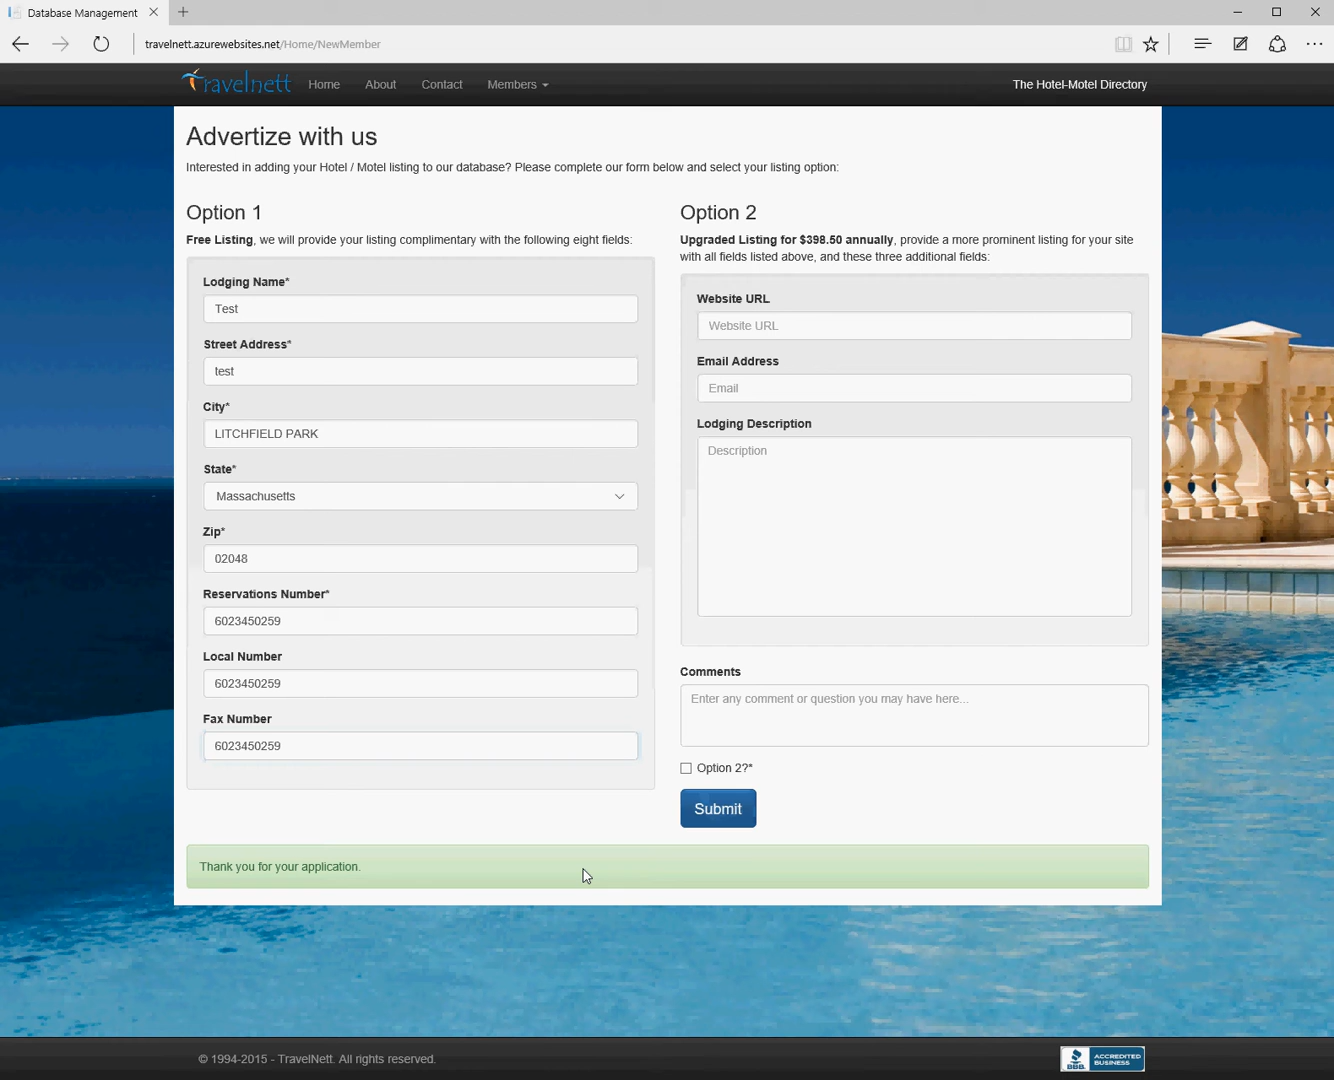 Database Management
travelnett.azurewebsites.net/Home/NewMember
Travelnett
Home
About
Contact
Members
The Hotel-Motel Directory
Advertize with us
Interested in adding your Hotel / Motel listing to our database? Please complete our form below and select your listing option:
Option 1
Free Listing, we will provide your listing complimentary with the following eight fields:
Lodging Name*
Test
Street Address*
test
City*
LITCHFIELD PARK
State*
Massachusetts
Zip*
02048
Reservations Number*
6023450259
Local Number
6023450259
Fax Number
6023450259
Option 2
Upgraded Listing for $398.50 annually, provide a more prominent listing for your site
with all fields listed above, and these three additional fields:
Website URL
Website URL
Email Address
Email
Lodging Description
Description
Comments
Enter any comment or question you may have here...
Option 2?*
Submit
Thank you for your application.
© 1994-2015 - TravelNett. All rights reserved.
BBB
ACCREDITED
BUSINESS